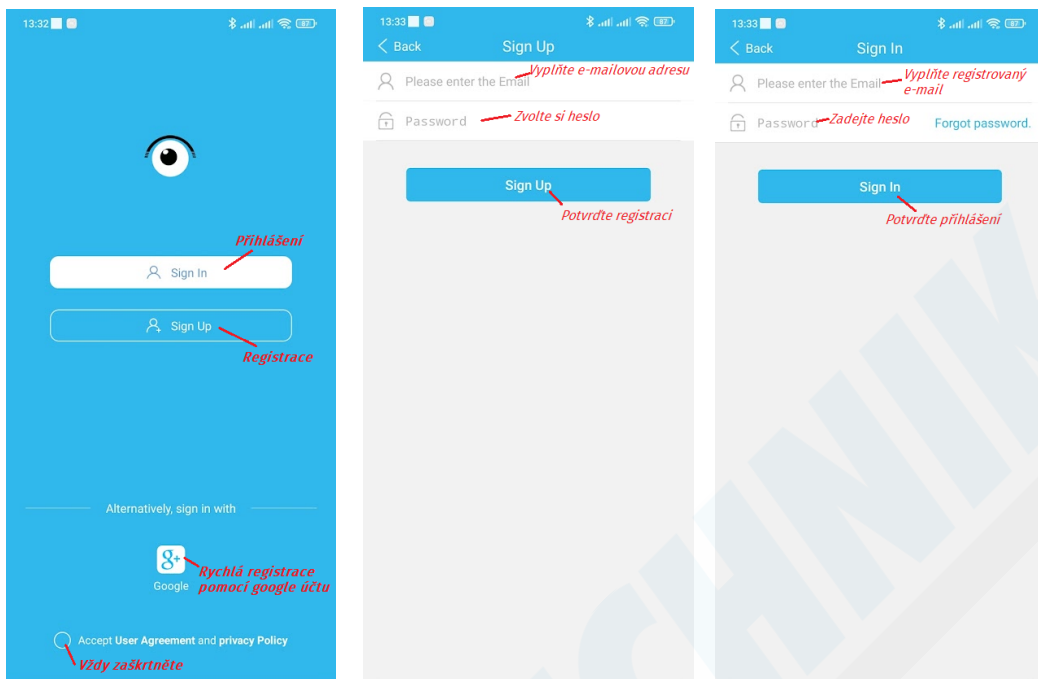 13:32
87
Přihlášení
Sign In
Sign Up
Registrace
Alternatively, sign in with
g+
Google
Rychlá registrace
pomocí google účtu
Accept User Agreement and privacy Policy
Vždy zaškrtněte
13:33
87
Back
Sign Up
Please enter the Email
Vyplňte e-mailovou adresu
Password
Zvolte si heslo
Sign Up
Potvrďte registraci
13:33
87
Back
Sign In
Please enter the Email
Vyplňte registrovaný
e-mail
Password
Zadejte heslo
Forgot password.
Sign In
Potvrďte přihlášení